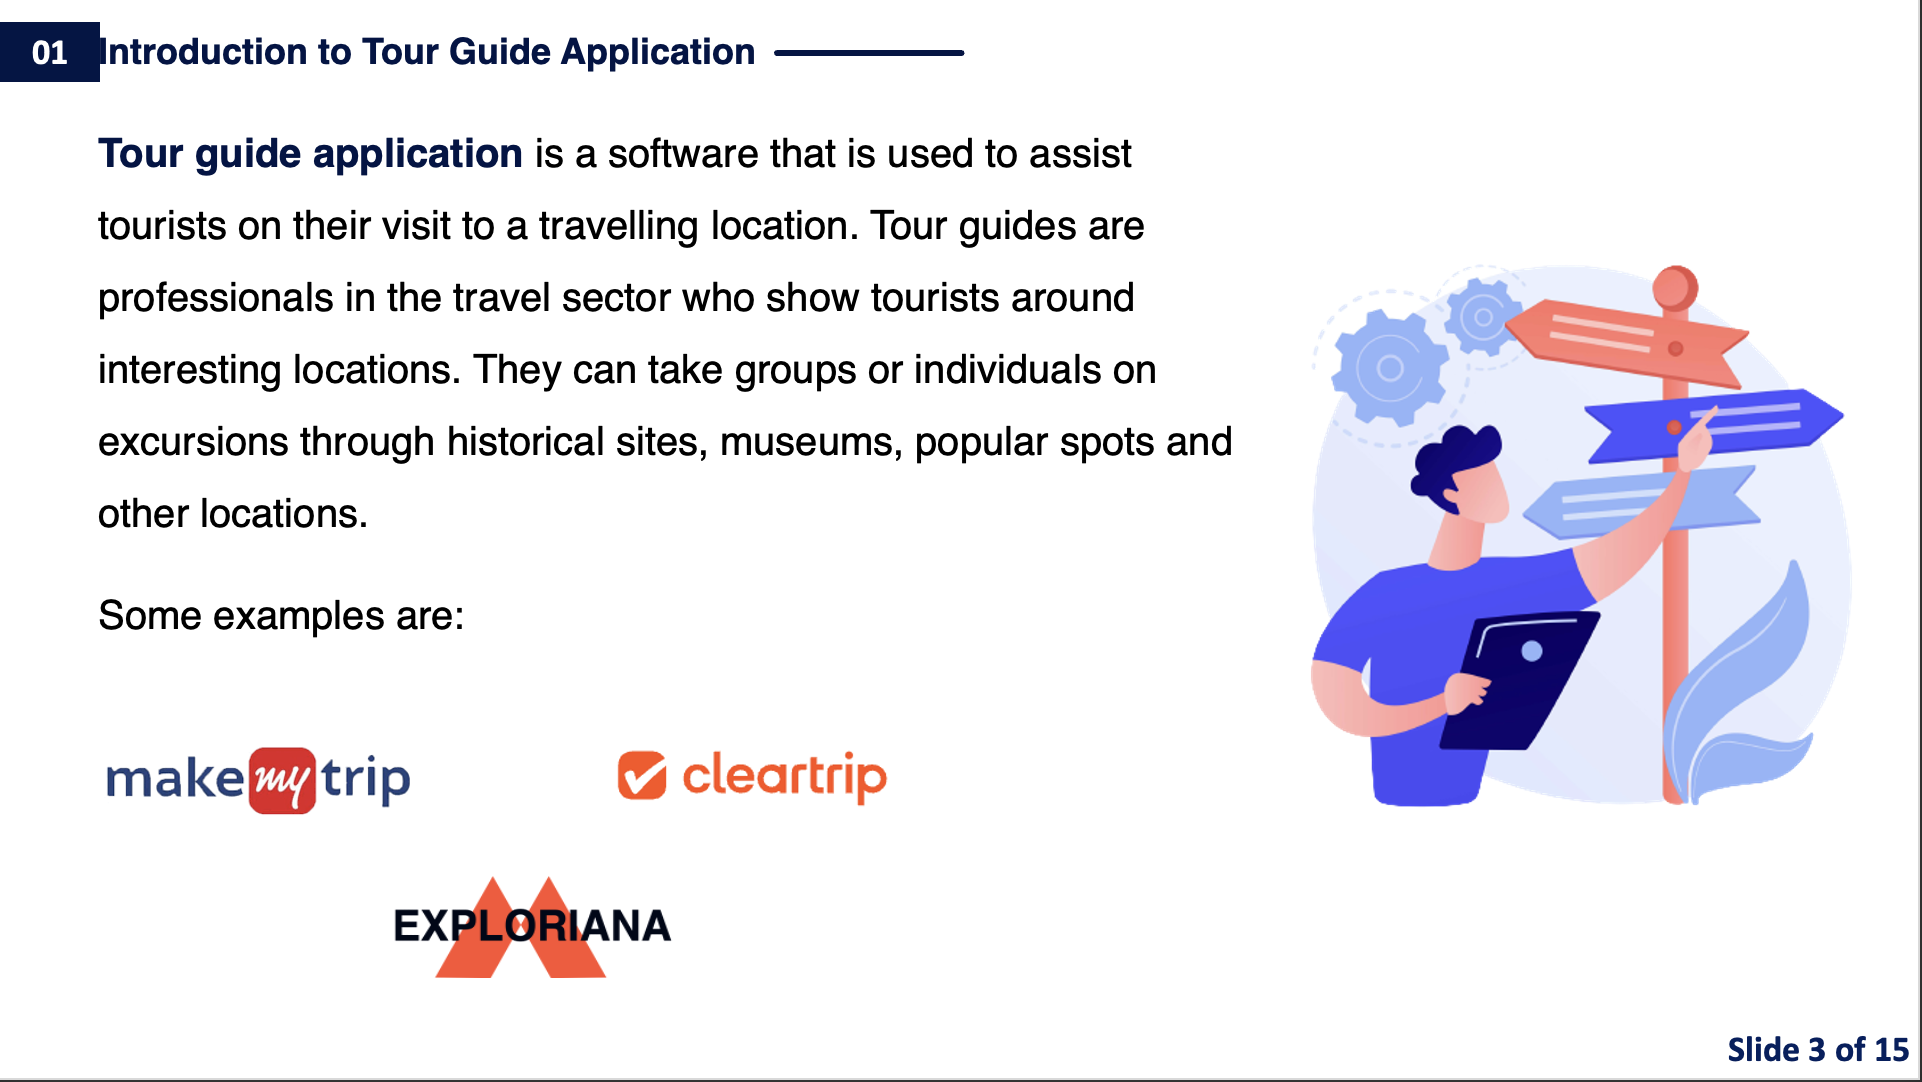 01 Introduction to Tour Guide Application
Tour guide application is a software that is used to assist
tourists on their visit to a travelling location. Tour guides are
professionals in the travel sector who show tourists around
interesting locations. They can take groups or individuals on
excursions through historical sites, museums, popular spots and
other locations.
Some examples are:
make my trip
cleartrip
EXPLORIANA
Slide 3 of 15